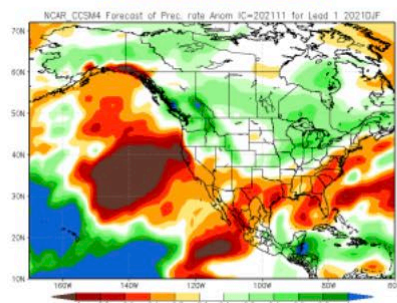 NCAR_CCSM4 Forecast of Prec. rate Anom IC=202111 for Lead 1 2021DJF
70N
60N
50N
40N
30N
20N
10N
160W
140W
120W
100W
80W